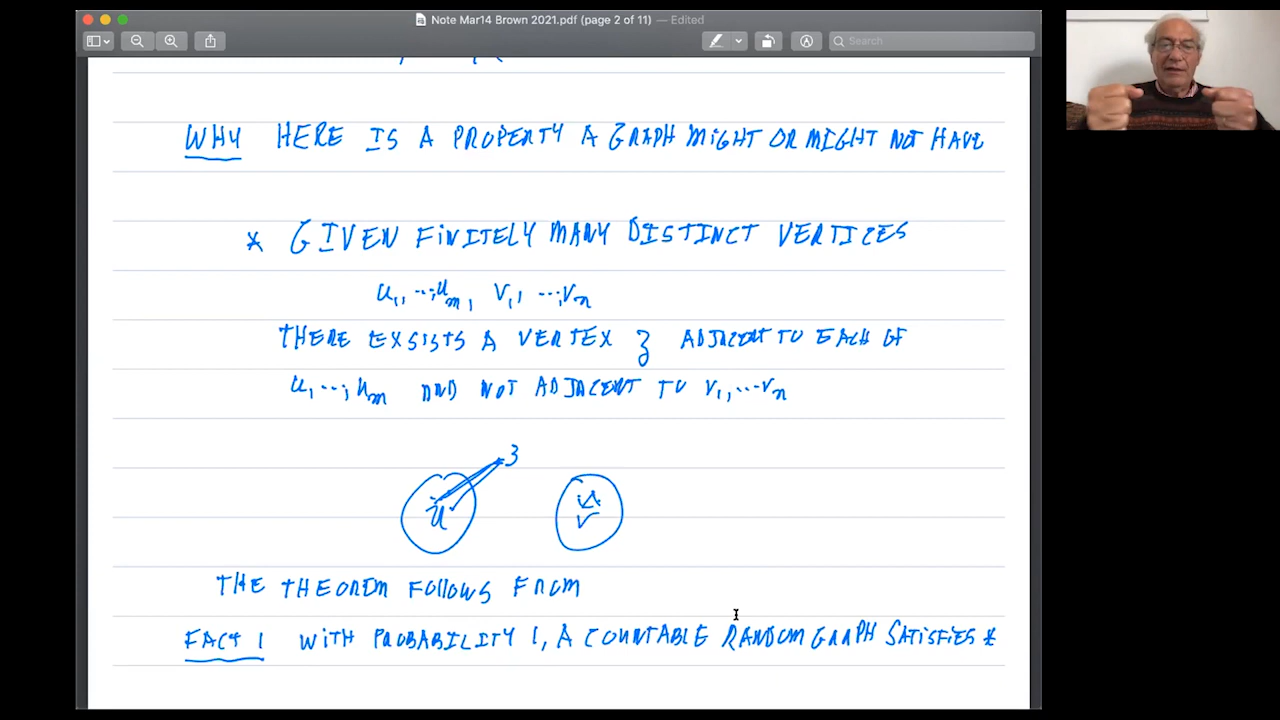 Note Mar14 Brown 2021.pdf (page 2 of 11) — Edited
Search
WHY HERE IS A PROPERTY A GRAPH MIGHT OR MIGHT NOT HAVE
* GIVEN FINITELY MANY DISTINCT VERTICES
u1, ..., um, v1, ..., vn
THERE EXSISTS A VERTEX z ADJACENT TO EACH OF
u1, ..., um AND NOT ADJACENT TO v1, ... vn
z
u
v
THE THEOREM FOLLOWS FROM
FACT 1 WITH PROBABILITY 1, A COUNTABLE RANDOM GRAPH SATISFIES *